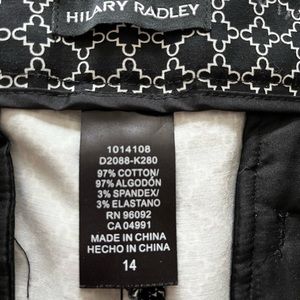 HILARY RADLEY
1014108
D2088-K280
97% COTTON/
97% ALGODÓN
3% SPANDEX/
3% ELASTANO
RN 96092
CA 04991
MADE IN CHINA
HECHO IN CHINA
14